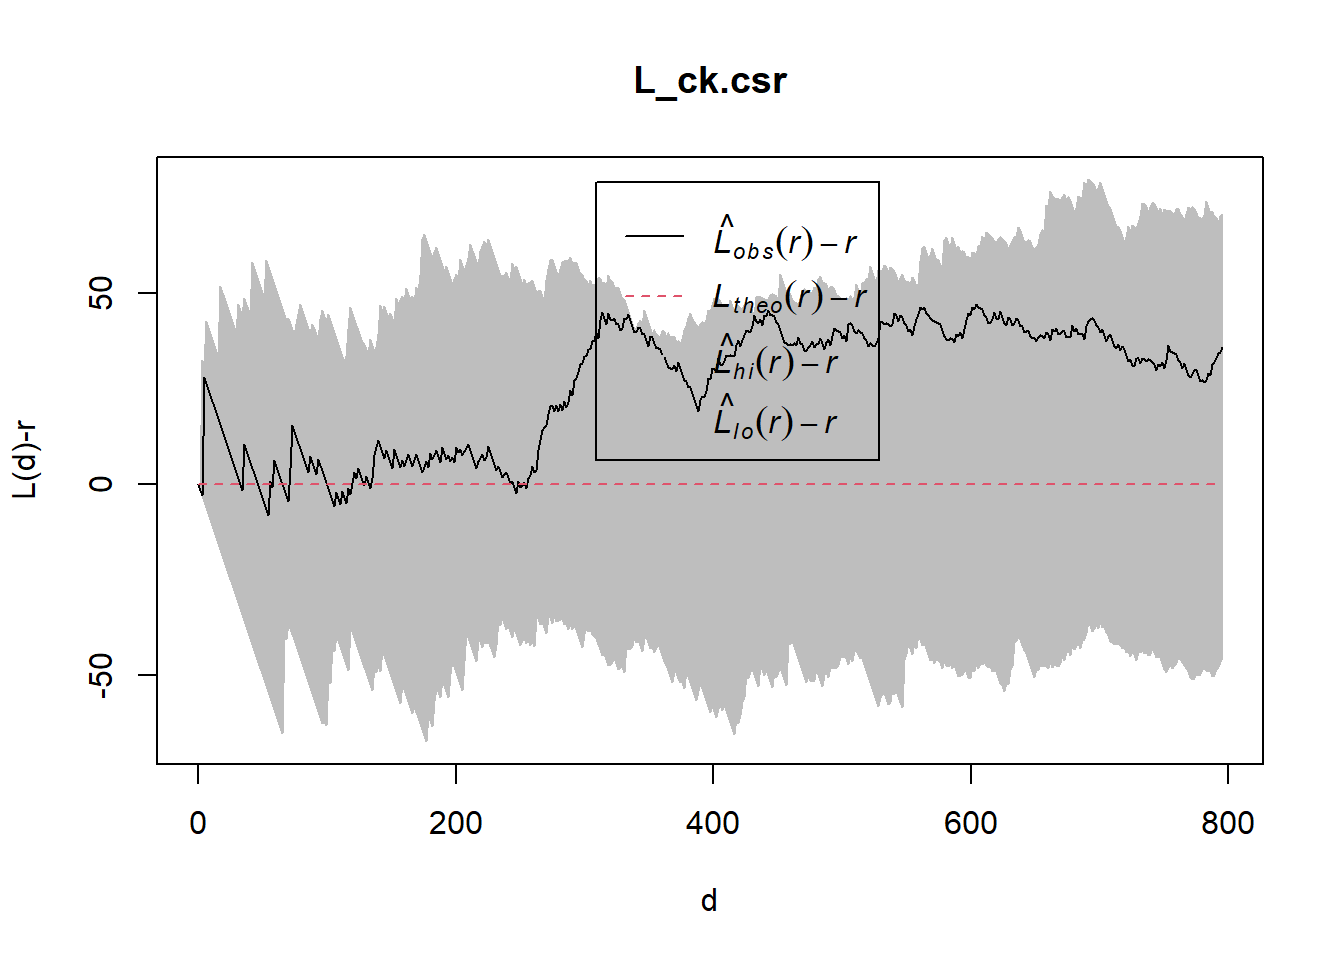 L_ck.csr
L(d)-r
50
0
-50
L̂obs(r) – r
Ltheo(r) – r
L̂hi(r) – r
L̂lo(r) – r
0 200 400 600 800
d